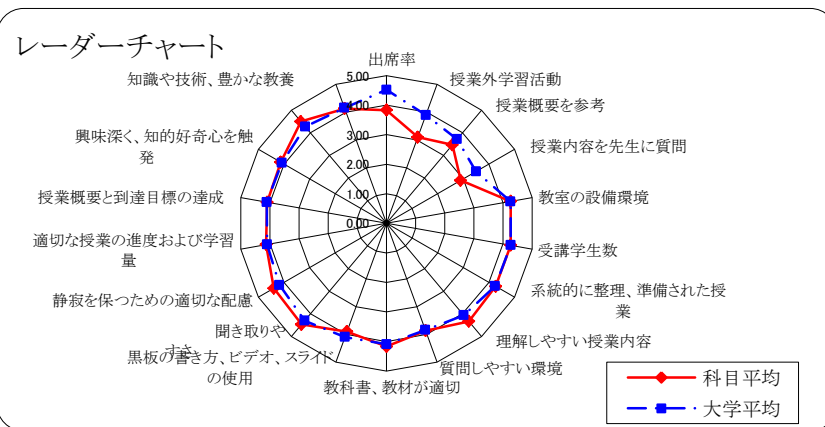 レーダーチャート
出席率
授業外学習活動
授業概要を参考
授業内容を先生に質問
教室の設備環境
受講学生数
系統的に整理、準備された授
業
理解しやすい授業内容
質問しやすい環境
教科書、教材が適切
黒板の書き方、ビデオ、スライド
の使用
聞き取りや
すさ
静寂を保つための適切な配慮
適切な授業の進度および学習
量
授業概要と到達目標の達成
興味深く、知的好奇心を触
発
知識や技術、豊かな教養
5.00
4.00
3.00
2.00
1.00
0.00
科目平均
大学平均